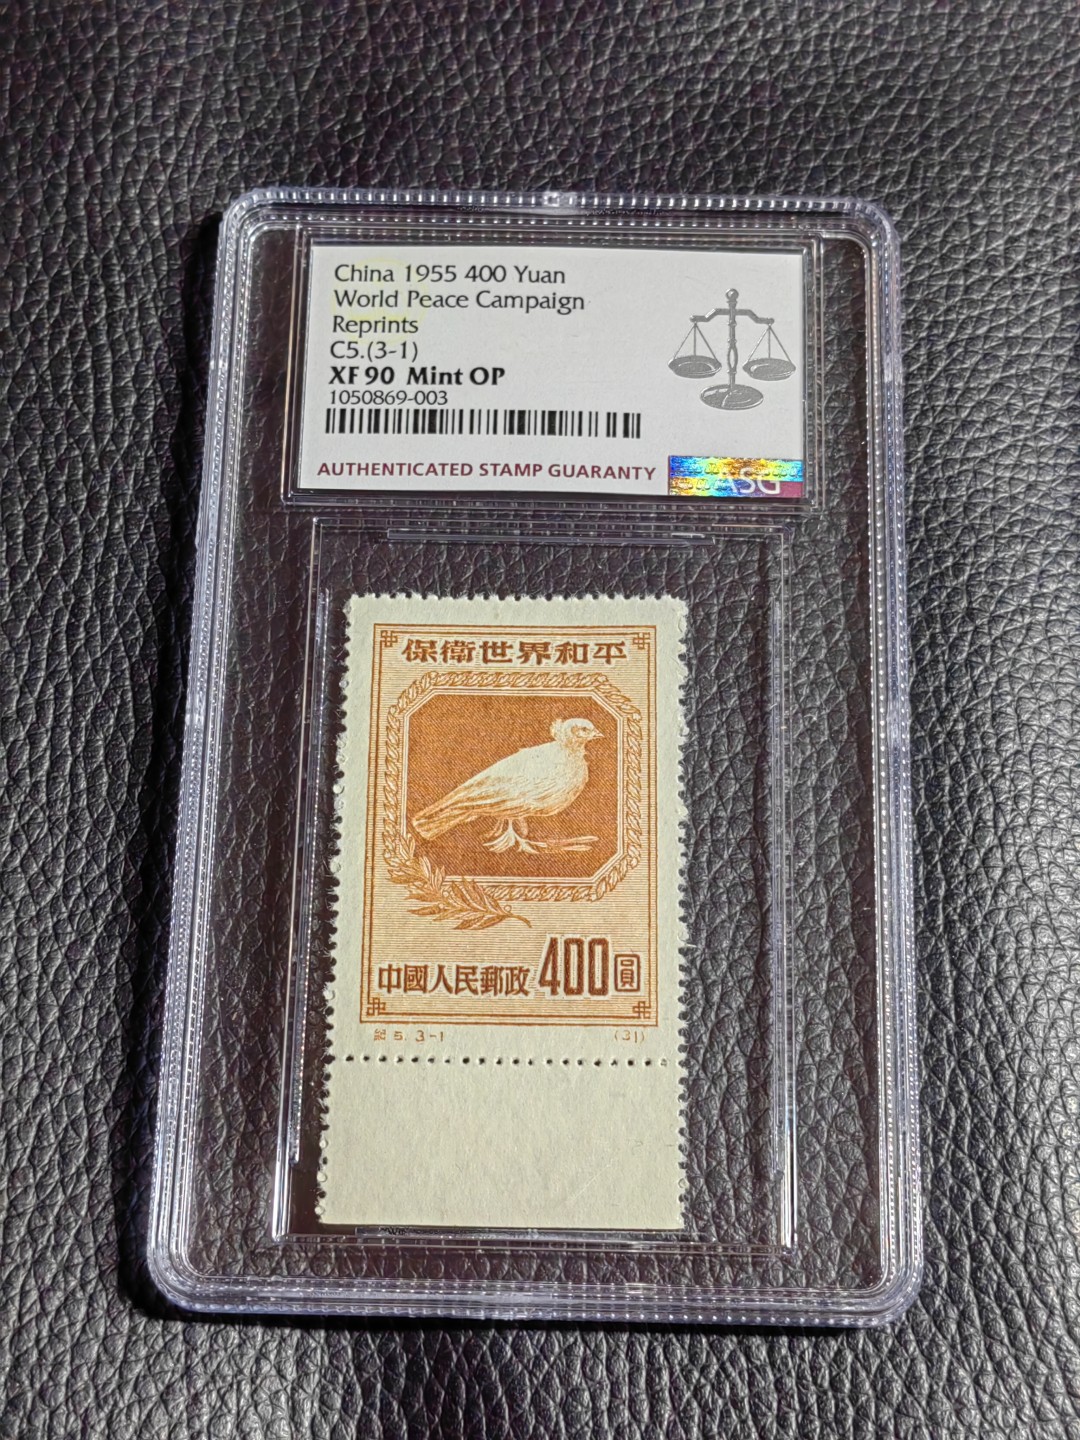 China 1955 400 Yuan
World Peace Campaign
Reprints
C5.(3-1)
XF 90 Mint OP
1050869-003
AUTHENTICATED STAMP GUARANTY
ASG
保衛世界和平
中國人民郵政 400圓
紀 5. 3-1 (31)